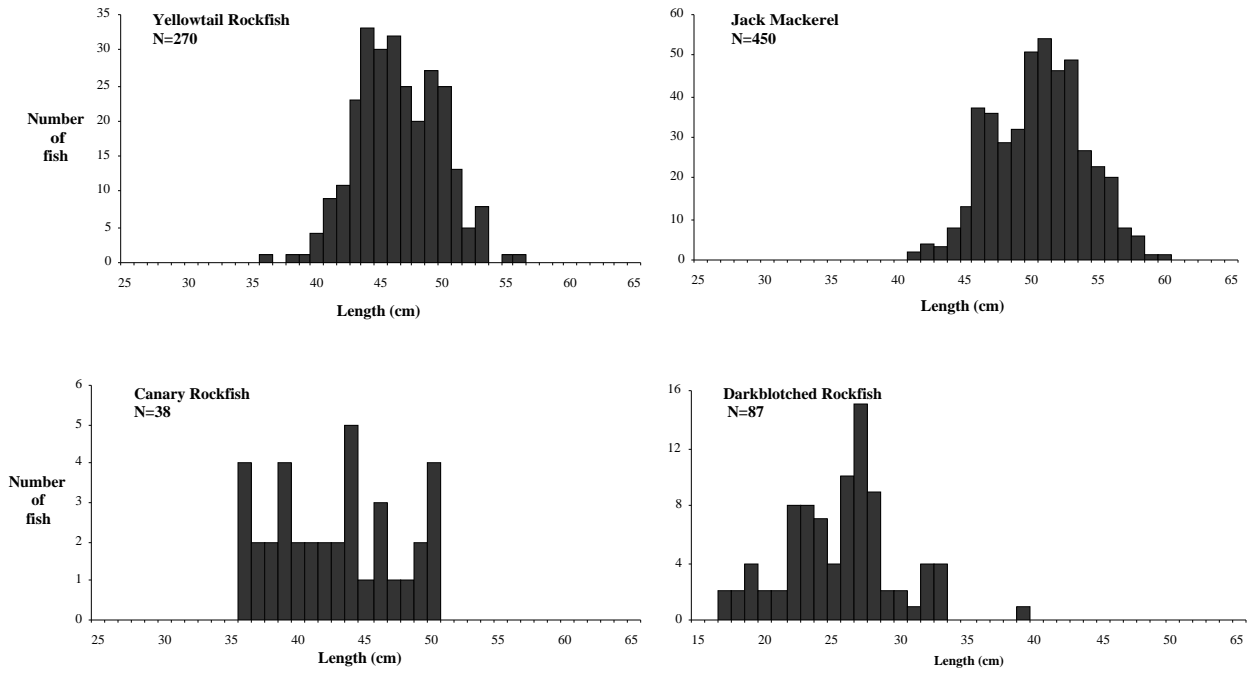 Yellowtail Rockfish
N=270
Number
of
fish
35
30
25
20
15
10
5
0
25 30 35 40 45 50 55 60 65
Length (cm)
Jack Mackerel
N=450
60
50
40
30
20
10
0
25 30 35 40 45 50 55 60 65
Length (cm)
Canary Rockfish
N=38
Number
of
fish
6
5
4
3
2
1
0
25 30 35 40 45 50 55 60 65
Length (cm)
Darkblotched Rockfish
N=87
16
12
8
4
0
15 20 25 30 35 40 45 50 55 65
Length (cm)